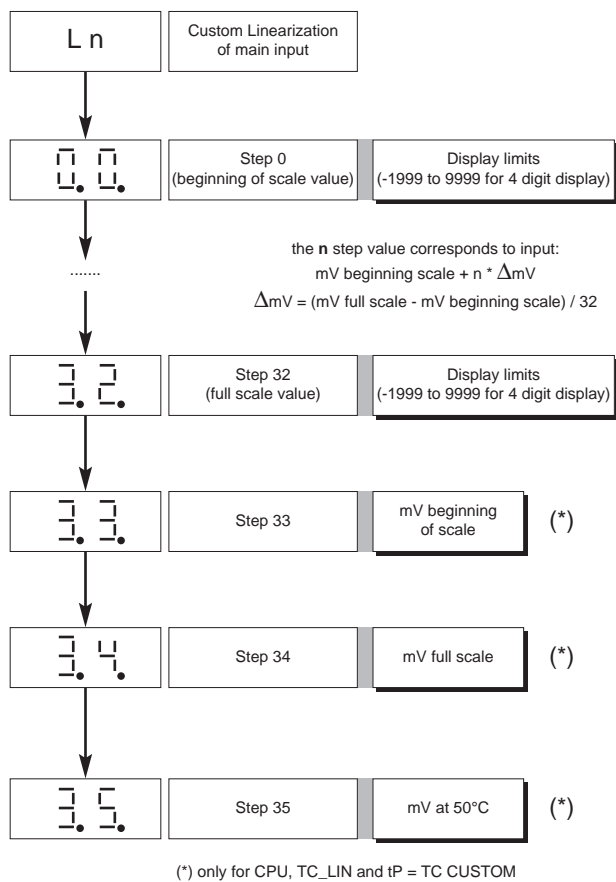 L n
Custom Linearization
of main input
0. 0.
Step 0
(beginning of scale value)
Display limits
(-1999 to 9999 for 4 digit display)
.......
the n step value corresponds to input:
mV beginning scale + n * ΔmV
ΔmV = (mV full scale - mV beginning scale) / 32
3. 2.
Step 32
(full scale value)
Display limits
(-1999 to 9999 for 4 digit display)
3. 3.
Step 33
mV beginning
of scale
(*)
3. 4.
Step 34
mV full scale
(*)
3. 5.
Step 35
mV at 50°C
(*)
(*) only for CPU, TC_LIN and tP = TC CUSTOM